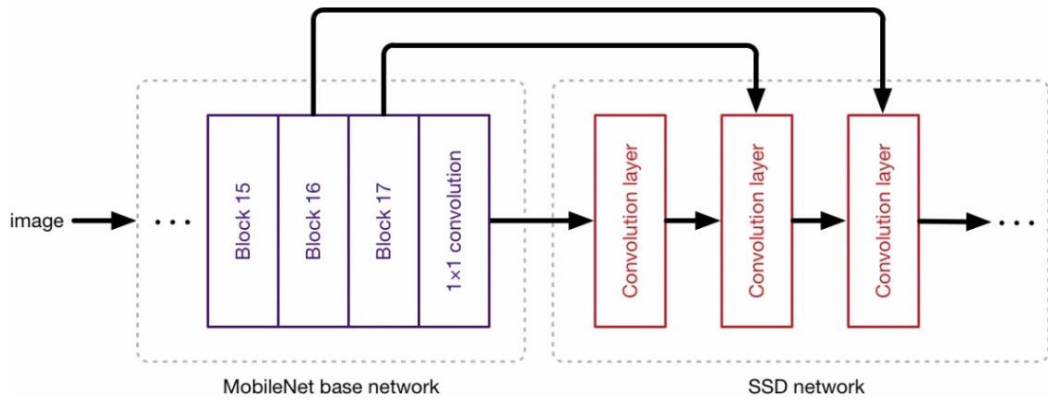 image
...
Block 15
Block 16
Block 17
1×1 convolution
Convolution layer
Convolution layer
Convolution layer
...
MobileNet base network
SSD network